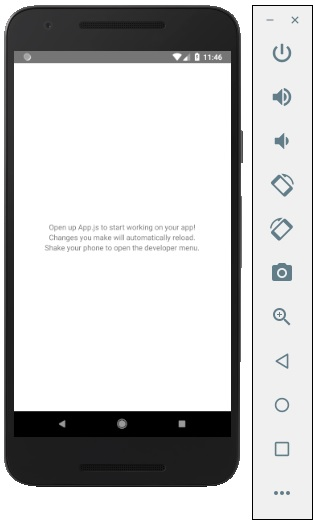 11:46
Open up App.js to start working on your app!
Changes you make will automatically reload.
Shake your phone to open the developer menu.